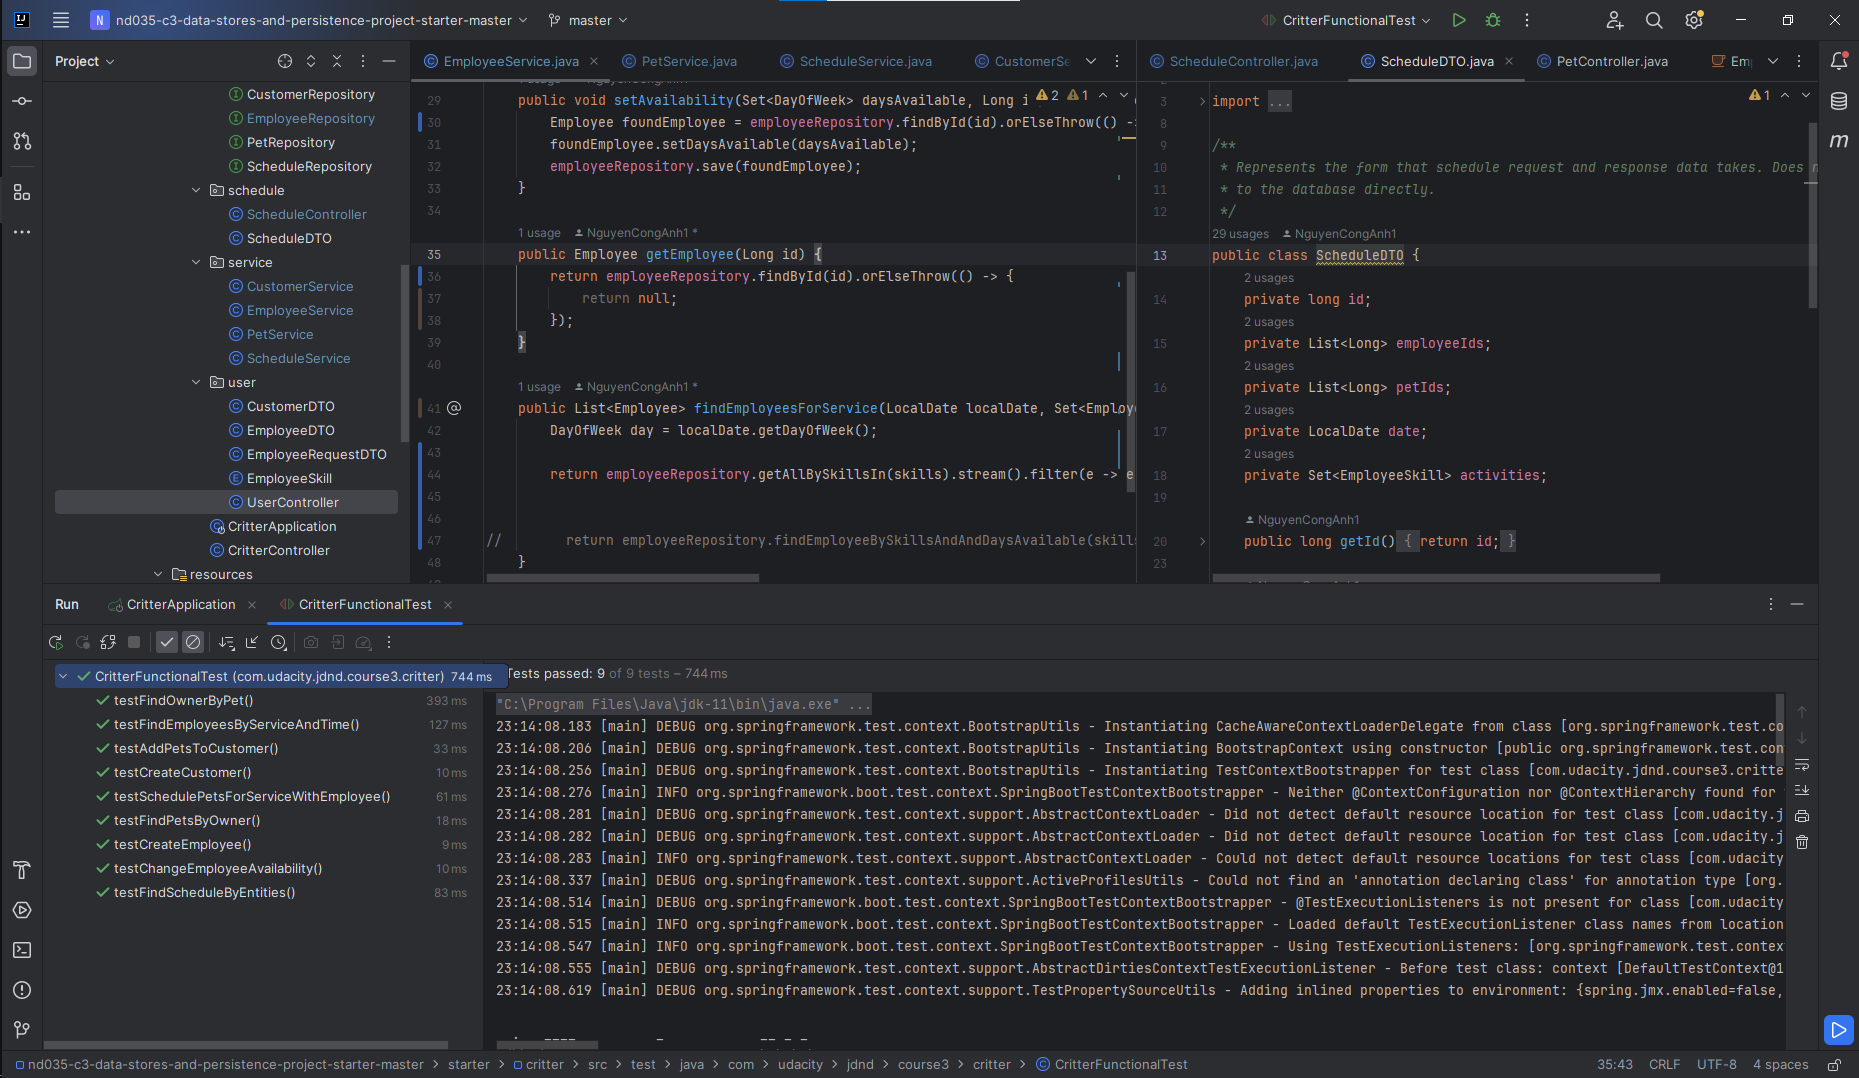 nd035-c3-data-stores-and-persistence-project-starter-master
master
CritterFunctionalTest
Project
CustomerRepository
EmployeeRepository
PetRepository
ScheduleRepository
schedule
ScheduleController
ScheduleDTO
service
CustomerService
EmployeeService
PetService
ScheduleService
user
CustomerDTO
EmployeeDTO
EmployeeRequestDTO
EmployeeSkill
UserController
CritterApplication
CritterController
resources
EmployeeService.java
PetService.java
ScheduleService.java
CustomerSe
2
1
29 public void setAvailability(Set<DayOfWeek> daysAvailable, Long i
30 Employee foundEmployee = employeeRepository.findById(id).orElseThrow(() -
31 foundEmployee.setDaysAvailable(daysAvailable);
32 employeeRepository.save(foundEmployee);
33 }
34
1 usage NguyenCongAnh1 *
35 public Employee getEmployee(Long id) {
36 return employeeRepository.findById(id).orElseThrow(() -> {
37 return null;
38 });
39 }
40
1 usage NguyenCongAnh1 *
41 public List<Employee> findEmployeesForService(LocalDate localDate, Set<Employe
42 DayOfWeek day = localDate.getDayOfWeek();
43
44 return employeeRepository.getAllBySkillsIn(skills).stream().filter(e -> e
45
46
47 // return employeeRepository.findEmployeeBySkillsAndAndDaysAvailable(skills
48 }
ScheduleController.java
ScheduleDTO.java
PetController.java
Em
1
3 import ...
8
9 /**
10 * Represents the form that schedule request and response data takes. Does n
11 * to the database directly.
12 */
29 usages NguyenCongAnh1
13 public class ScheduleDTO {
2 usages
14 private long id;
2 usages
15 private List<Long> employeeIds;
2 usages
16 private List<Long> petIds;
2 usages
17 private LocalDate date;
2 usages
18 private Set<EmployeeSkill> activities;
19
NguyenCongAnh1
20 public long getId() { return id; }
23
Run
CritterApplication
CritterFunctionalTest
CritterFunctionalTest (com.udacity.jdnd.course3.critter) 744 ms
testFindOwnerByPet() 393 ms
testFindEmployeesByServiceAndTime() 127 ms
testAddPetsToCustomer() 33 ms
testCreateCustomer() 10 ms
testSchedulePetsForServiceWithEmployee() 61 ms
testFindPetsByOwner() 18 ms
testCreateEmployee() 9 ms
testChangeEmployeeAvailability() 10 ms
testFindScheduleByEntities() 83 ms
Tests passed: 9 of 9 tests – 744 ms
"C:\Program Files\Java\jdk-11\bin\java.exe" ...
23:14:08.183 [main] DEBUG org.springframework.test.context.BootstrapUtils - Instantiating CacheAwareContextLoaderDelegate from class [org.springframework.test.co
23:14:08.206 [main] DEBUG org.springframework.test.context.BootstrapUtils - Instantiating BootstrapContext using constructor [public org.springframework.test.con
23:14:08.256 [main] DEBUG org.springframework.test.context.BootstrapUtils - Instantiating TestContextBootstrapper for test class [com.udacity.jdnd.course3.critte
23:14:08.276 [main] INFO org.springframework.boot.test.context.SpringBootTestContextBootstrapper - Neither @ContextConfiguration nor @ContextHierarchy found for
23:14:08.281 [main] DEBUG org.springframework.test.context.support.AbstractContextLoader - Did not detect default resource location for test class [com.udacity.j
23:14:08.282 [main] DEBUG org.springframework.test.context.support.AbstractContextLoader - Did not detect default resource location for test class [com.udacity.j
23:14:08.283 [main] INFO org.springframework.test.context.support.AbstractContextLoader - Could not detect default resource locations for test class [com.udacity
23:14:08.337 [main] DEBUG org.springframework.test.context.support.ActiveProfilesUtils - Could not find an 'annotation declaring class' for annotation type [org.
23:14:08.514 [main] DEBUG org.springframework.boot.test.context.SpringBootTestContextBootstrapper - @TestExecutionListeners is not present for class [com.udacity
23:14:08.515 [main] INFO org.springframework.boot.test.context.SpringBootTestContextBootstrapper - Loaded default TestExecutionListener class names from location
23:14:08.547 [main] INFO org.springframework.boot.test.context.SpringBootTestContextBootstrapper - Using TestExecutionListeners: [org.springframework.test.contex
23:14:08.555 [main] DEBUG org.springframework.test.context.support.AbstractDirtiesContextTestExecutionListener - Before test class: context [DefaultTestContext@1
23:14:08.619 [main] DEBUG org.springframework.test.context.support.TestPropertySourceUtils - Adding inlined properties to environment: {spring.jmx.enabled=false,
nd035-c3-data-stores-and-persistence-project-starter-master > starter > critter > src > test > java > com > udacity > jdnd > course3 > critter > CritterFunctionalTest
35:43 CRLF UTF-8 4 spaces